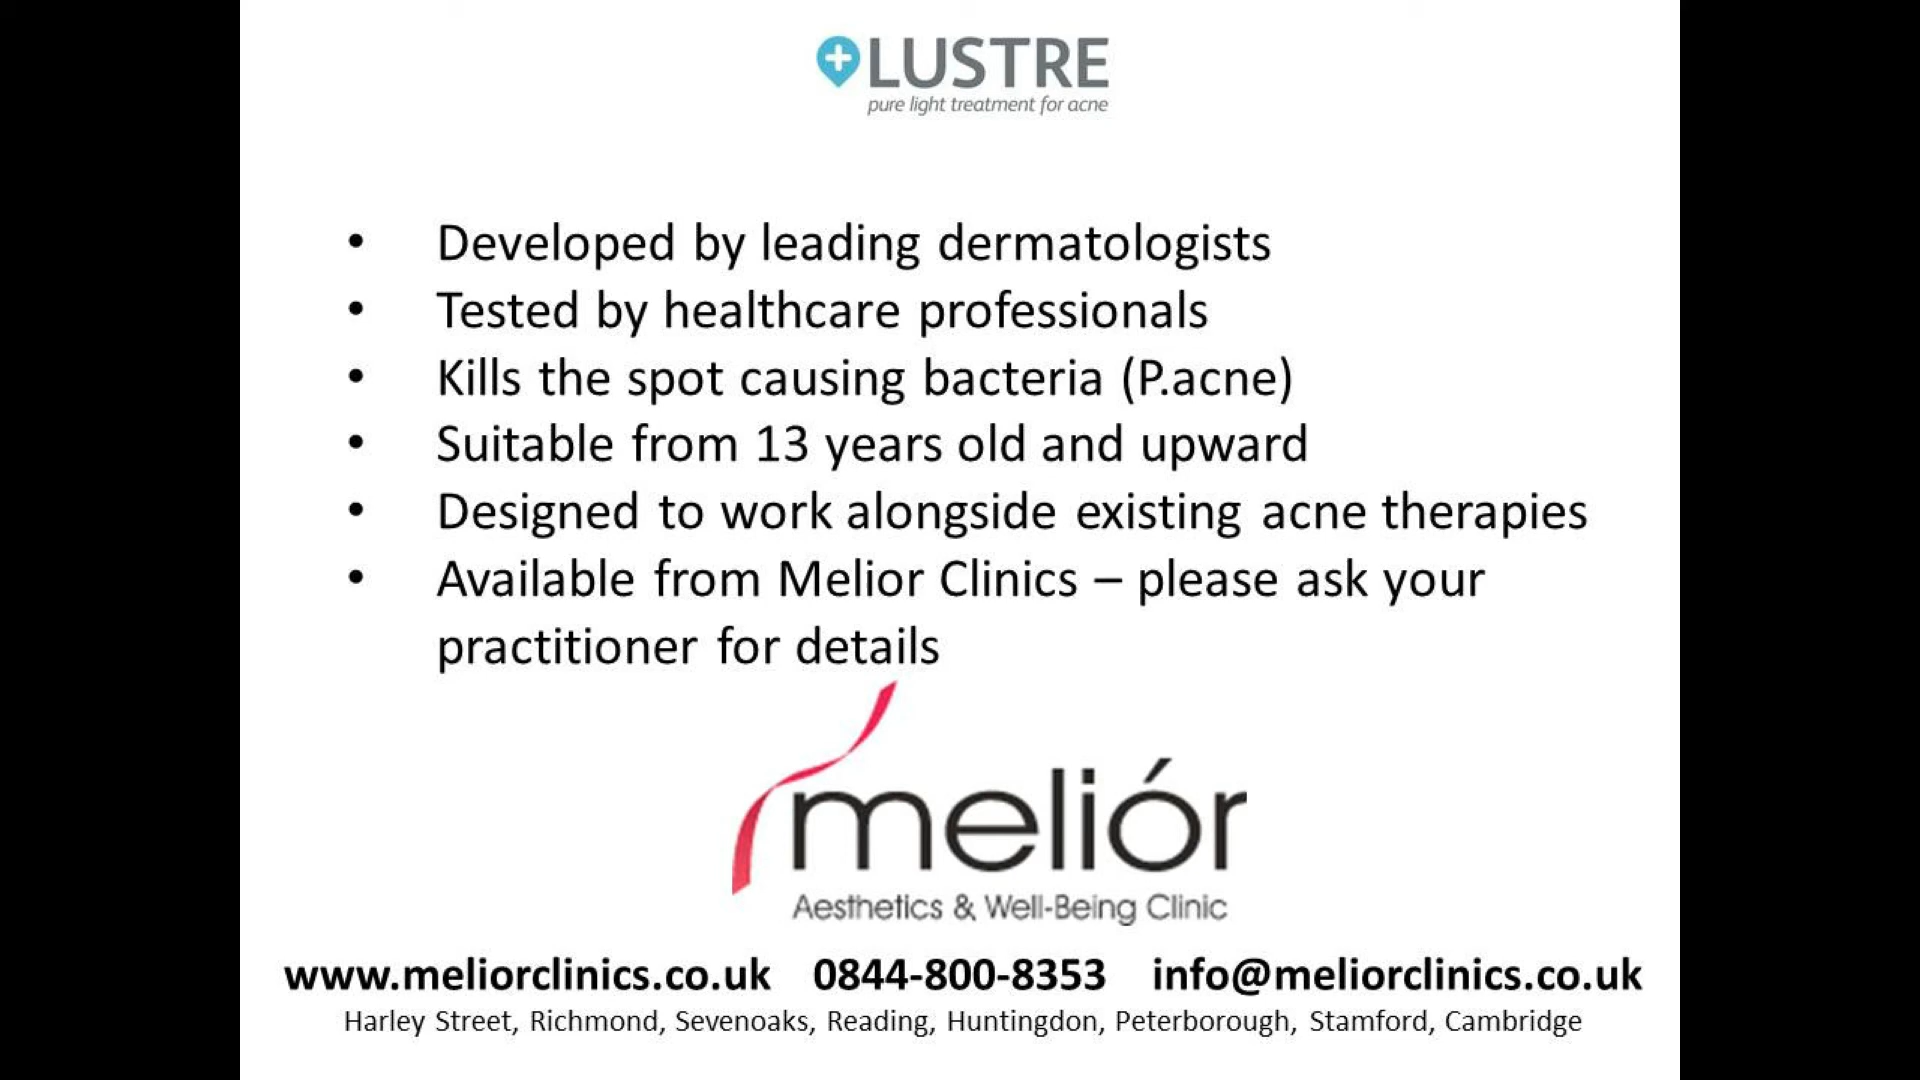 LUSTRE
pure light treatment for acne
• Developed by leading dermatologists
• Tested by healthcare professionals
• Kills the spot causing bacteria (P.acne)
• Suitable from 13 years old and upward
• Designed to work alongside existing acne therapies
• Available from Melior Clinics – please ask your
practitioner for details
meliór
Aesthetics & Well-Being Clinic
www.meliorclinics.co.uk 0844-800-8353 info@meliorclinics.co.uk
Harley Street, Richmond, Sevenoaks, Reading, Huntingdon, Peterborough, Stamford, Cambridge